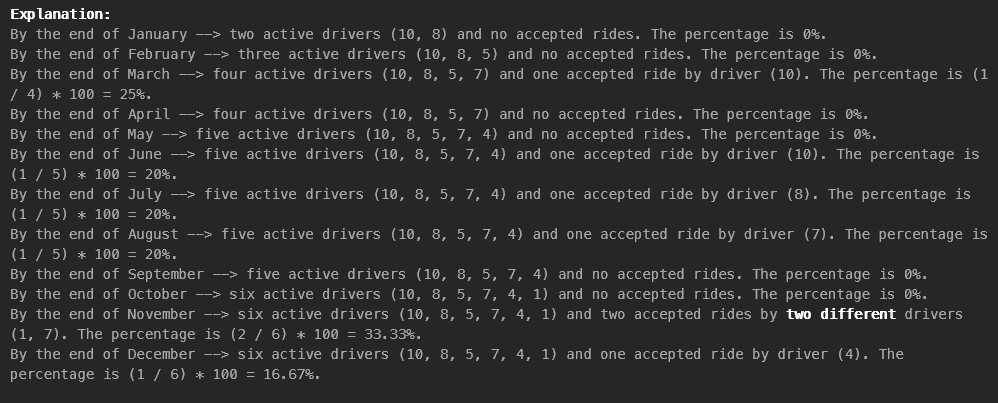 Explanation:
By the end of January --> two active drivers (10, 8) and no accepted rides. The percentage is 0%.
By the end of February --> three active drivers (10, 8, 5) and no accepted rides. The percentage is 0%.
By the end of March --> four active drivers (10, 8, 5, 7) and one accepted ride by driver (10). The percentage is (1
/ 4) * 100 = 25%.
By the end of April --> four active drivers (10, 8, 5, 7) and no accepted rides. The percentage is 0%.
By the end of May --> five active drivers (10, 8, 5, 7, 4) and no accepted rides. The percentage is 0%.
By the end of June --> five active drivers (10, 8, 5, 7, 4) and one accepted ride by driver (10). The percentage is
(1 / 5) * 100 = 20%.
By the end of July --> five active drivers (10, 8, 5, 7, 4) and one accepted ride by driver (8). The percentage is
(1 / 5) * 100 = 20%.
By the end of August --> five active drivers (10, 8, 5, 7, 4) and one accepted ride by driver (7). The percentage is
(1 / 5) * 100 = 20%.
By the end of September --> five active drivers (10, 8, 5, 7, 4) and no accepted rides. The percentage is 0%.
By the end of October --> six active drivers (10, 8, 5, 7, 4, 1) and no accepted rides. The percentage is 0%.
By the end of November --> six active drivers (10, 8, 5, 7, 4, 1) and two accepted rides by two different drivers
(1, 7). The percentage is (2 / 6) * 100 = 33.33%.
By the end of December --> six active drivers (10, 8, 5, 7, 4, 1) and one accepted ride by driver (4). The
percentage is (1 / 6) * 100 = 16.67%.